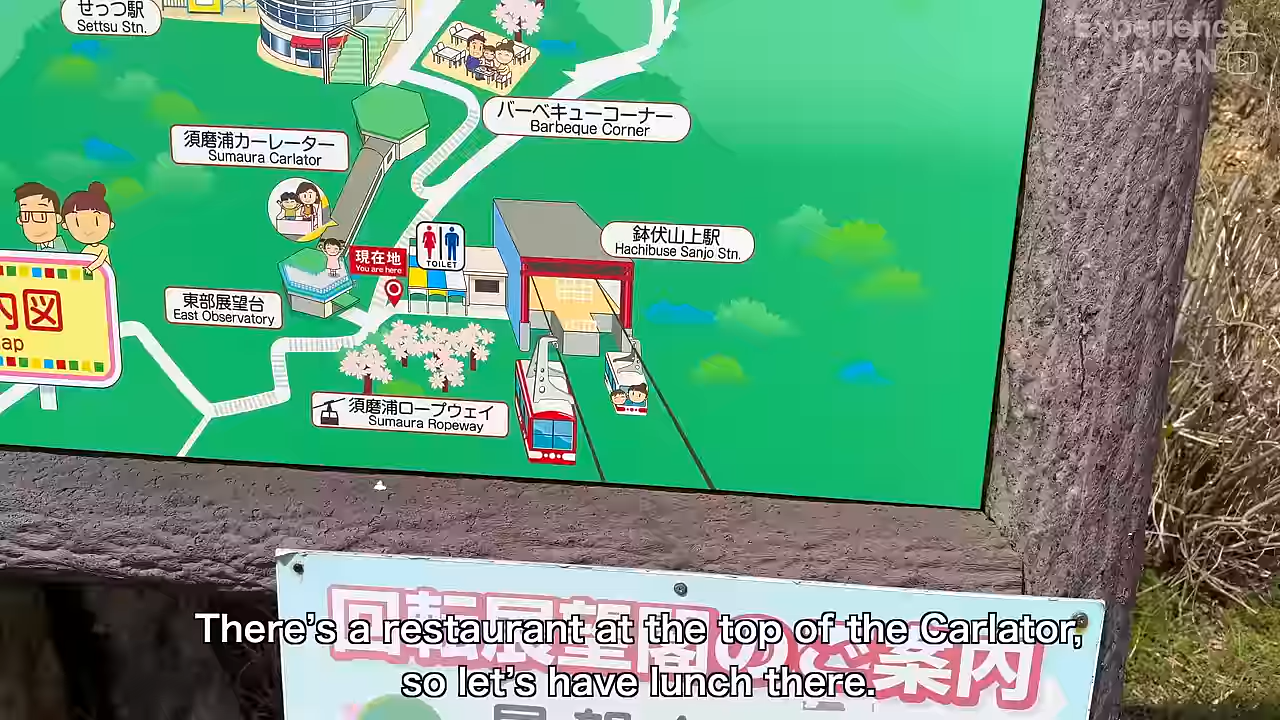 せっつ駅
Settsu Stn.
Experience
JAPAN
バーベキューコーナー
Barbeque Corner
須磨浦カーレーター
Sumaura Carlator
TOILET
鉢伏山上駅
Hachibuse Sanjo Stn.
現在地
You are here
東部展望台
East Observatory
内図
ap
須磨浦ロープウェイ
Sumaura Ropeway
回転展望閣のご案内
There's a restaurant at the top of the Carlator,
so let's have lunch there.